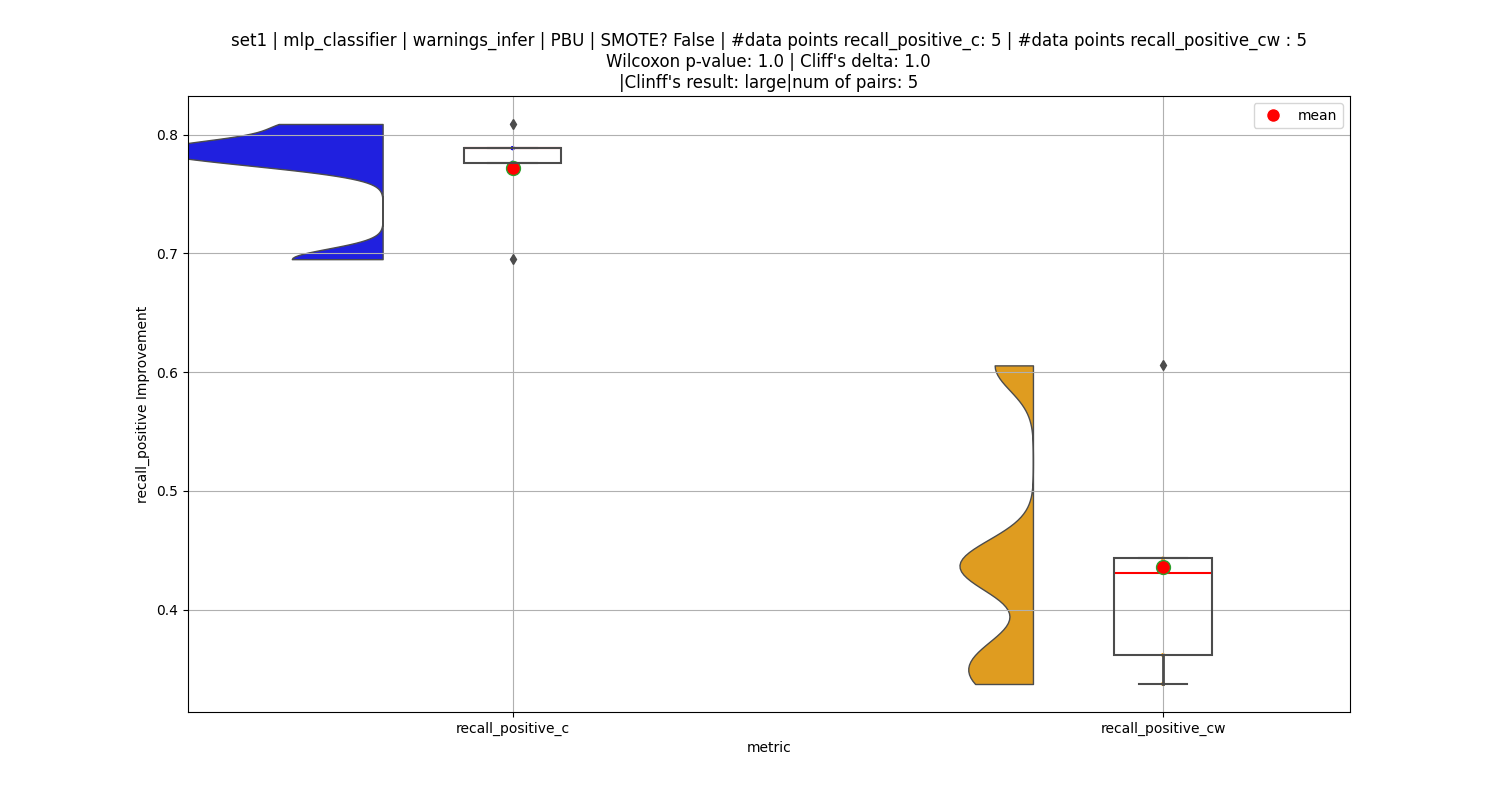 set1 | mlp_classifier | warnings_infer | PBU | SMOTE? False | #data points recall_positive_c: 5 | #data points recall_positive_cw : 5
Wilcoxon p-value: 1.0 | Cliff's delta: 1.0
|Clinff's result: large|num of pairs: 5
mean
0.8
0.7
0.6
0.5
0.4
recall_positive Improvement
recall_positive_c
recall_positive_cw
metric